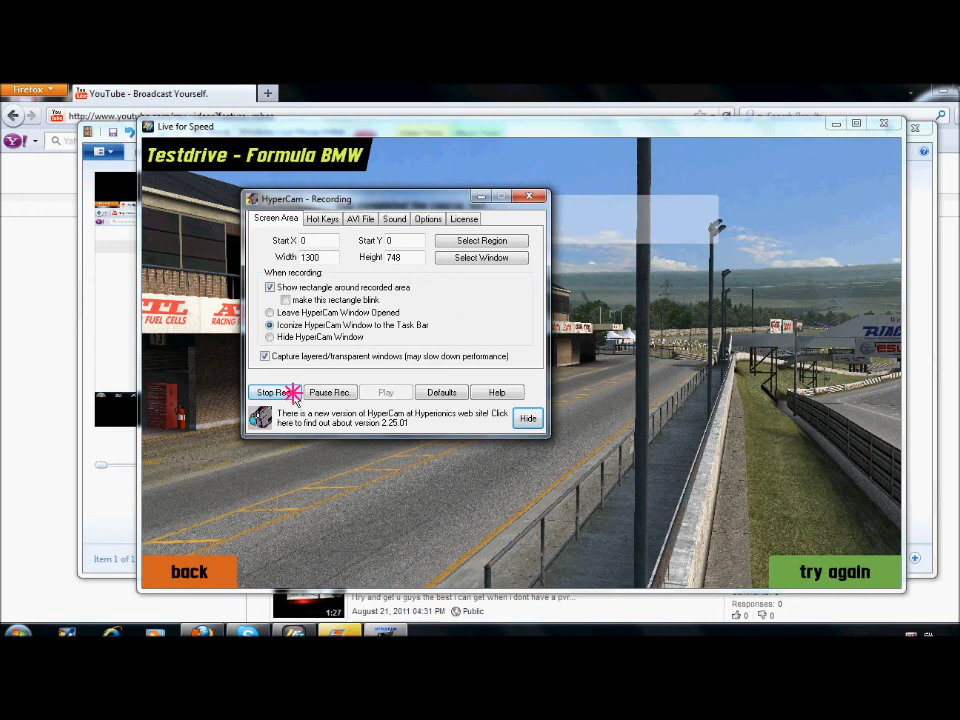 Firefox
YouTube - Broadcast Yourself.
Live for Speed
Testdrive - Formula BMW
HyperCam - Recording
Screen Area Hot Keys AVI File Sound Options License
Start X 0 Start Y 0 Select Region
Width 1300 Height 748 Select Window
When recording:
Show rectangle around recorded area
make this rectangle blink
Leave HyperCam Window Opened
Iconize HyperCam Window to the Task Bar
Hide HyperCam Window
Capture layered/transparent windows (may slow down performance)
Stop Pause Rec. Play Defaults Help
There is a new version of HyperCam at Hyperionics web site! Click
here to find out about version 2.25.01
Hide
FUEL CELLS
Item 1 of 1
back
try again
I try and get u guys the best i can get when i dont have a pvr...
1:27
August 21, 2011 04:31 PM Public
Responses: 0
0 0